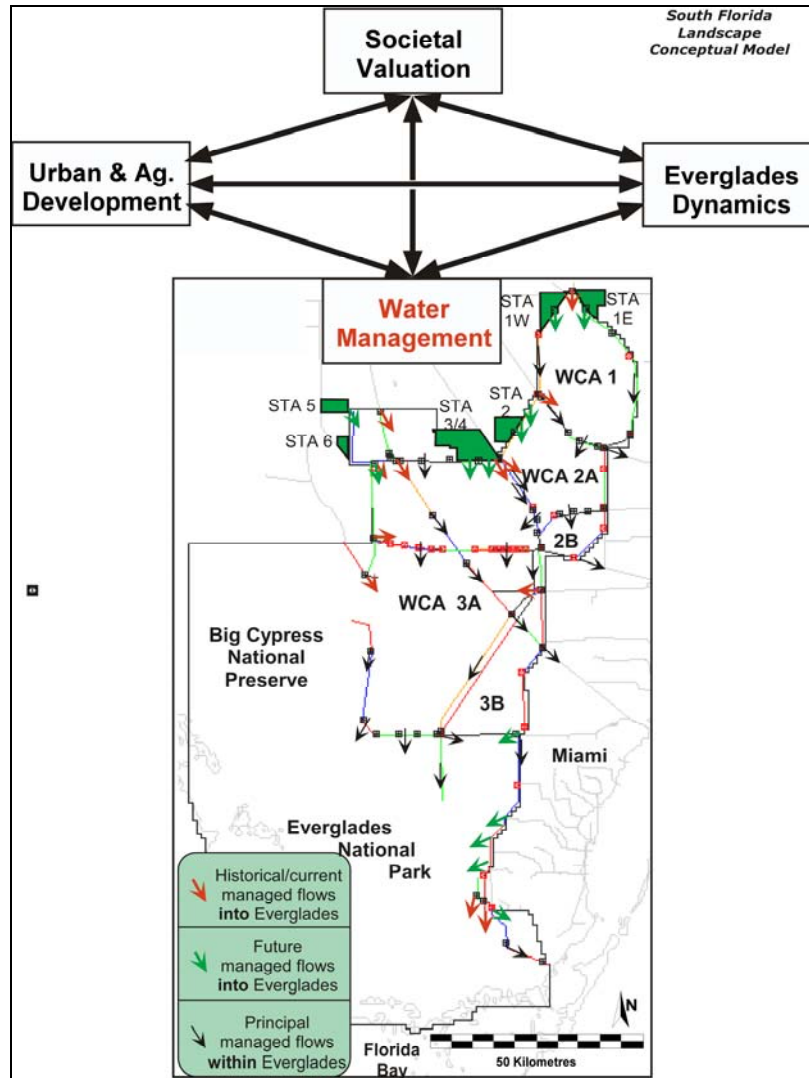 South Florida
Landscape
Conceptual Model
Societal
Valuation
Urban & Ag.
Development
Everglades
Dynamics
Water
Management
STA
1W
STA
1E
WCA 1
STA 5
STA 6
STA
3/4
STA
2
WCA 2A
2B
WCA 3A
Big Cypress
National
Preserve
3B
Miami
Everglades
National
Park
Historical/current
managed flows
into Everglades
Future
managed flows
into Everglades
Principal
managed flows
within Everglades
Florida
Bay
N
50 Kilometres